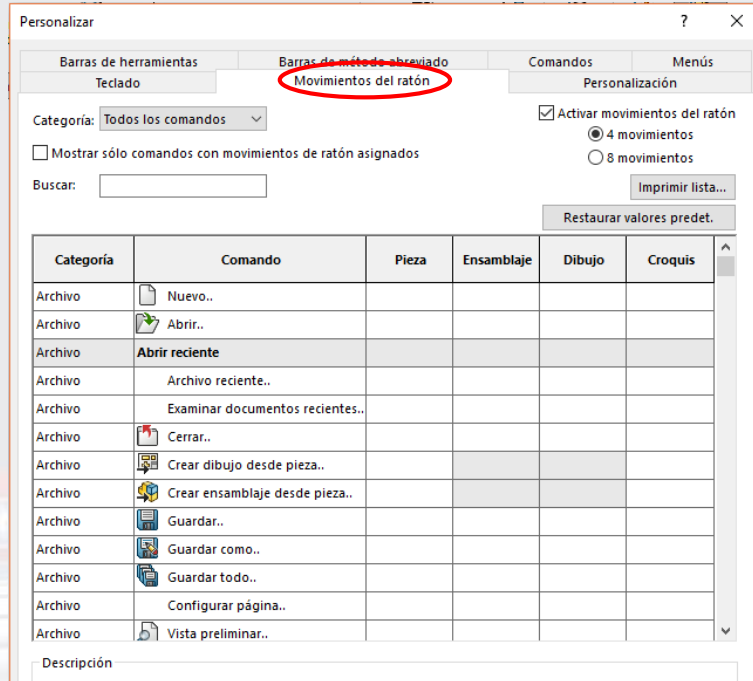 Personalizar ? ×
Barras de herramientas Barras de método abreviado Comandos Menús
Teclado Movimientos del ratón Personalización
Categoría: Todos los comandos
Activar movimientos del ratón
4 movimientos
Mostrar sólo comandos con movimientos de ratón asignados
8 movimientos
Buscar:
Imprimir lista...
Restaurar valores predet.
Categoría Comando Pieza Ensamblaje Dibujo Croquis
Archivo Nuevo..
Archivo Abrir..
Archivo Abrir reciente
Archivo Archivo reciente..
Archivo Examinar documentos recientes..
Archivo Cerrar..
Archivo Crear dibujo desde pieza..
Archivo Crear ensamblaje desde pieza..
Archivo Guardar..
Archivo Guardar como..
Archivo Guardar todo..
Archivo Configurar página..
Archivo Vista preliminar..
Descripción